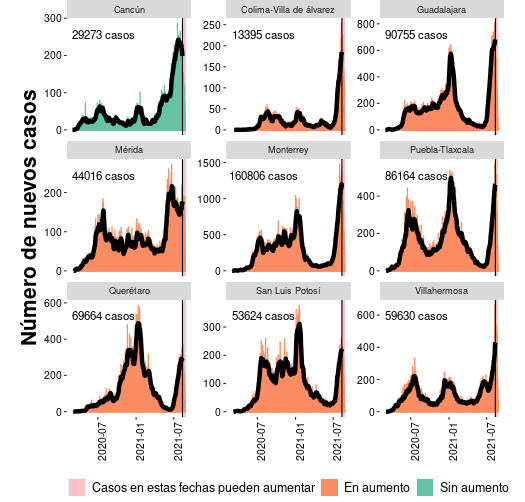 Cancún
Colima-Villa de álvarez
Guadalajara
29273 casos
13395 casos
90755 casos
300
200
100
0
250
200
150
100
50
0
800
600
400
200
0
Mérida
Monterrey
Puebla-Tlaxcala
44016 casos
160806 casos
86164 casos
200
100
0
1500
1000
500
0
400
200
0
Querétaro
San Luis Potosí
Villahermosa
69664 casos
53624 casos
59630 casos
600
400
200
0
300
200
100
0
600
400
200
0
2020-07
2021-01
2021-07
2020-07
2021-01
2021-07
2020-07
2021-01
2021-07
Número de nuevos casos
Casos en estas fechas pueden aumentar
En aumento
Sin aumento